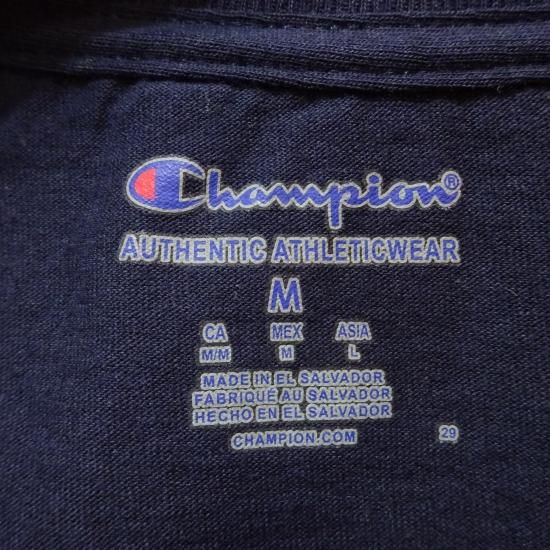 Champion®
AUTHENTIC ATHLETICWEAR
M
CA MEX ASIA
M/M M L
MADE IN EL SALVADOR
FABRIQUÉ AU SALVADOR
HECHO EN EL SALVADOR
CHAMPION.COM 29